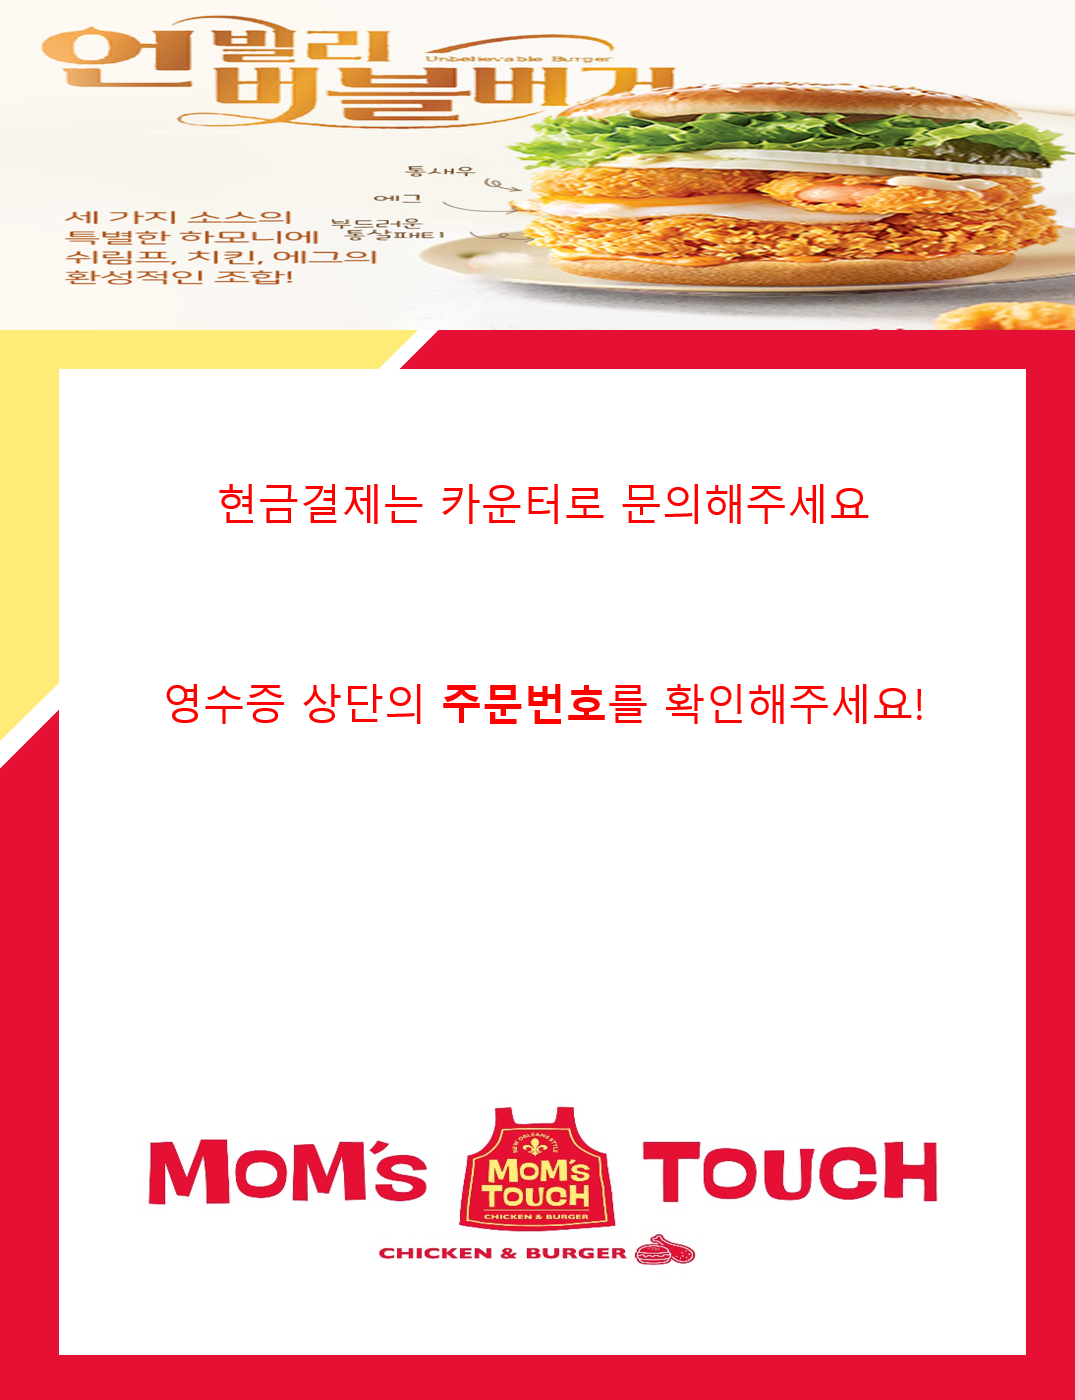 언빌리
버블버거
Unbelievable Burger
통새우
에그
부드러운
통살패티
세 가지 소스의
특별한 하모니에
쉬림프, 치킨, 에그의
환성적인 조합!
현금결제는 카운터로 문의해주세요
영수증 상단의 주문번호를 확인해주세요!
MOM'S TOUCH
NEW ORLEANS STYLE
MOM'S
TOUCH
CHICKEN & BURGER
CHICKEN & BURGER